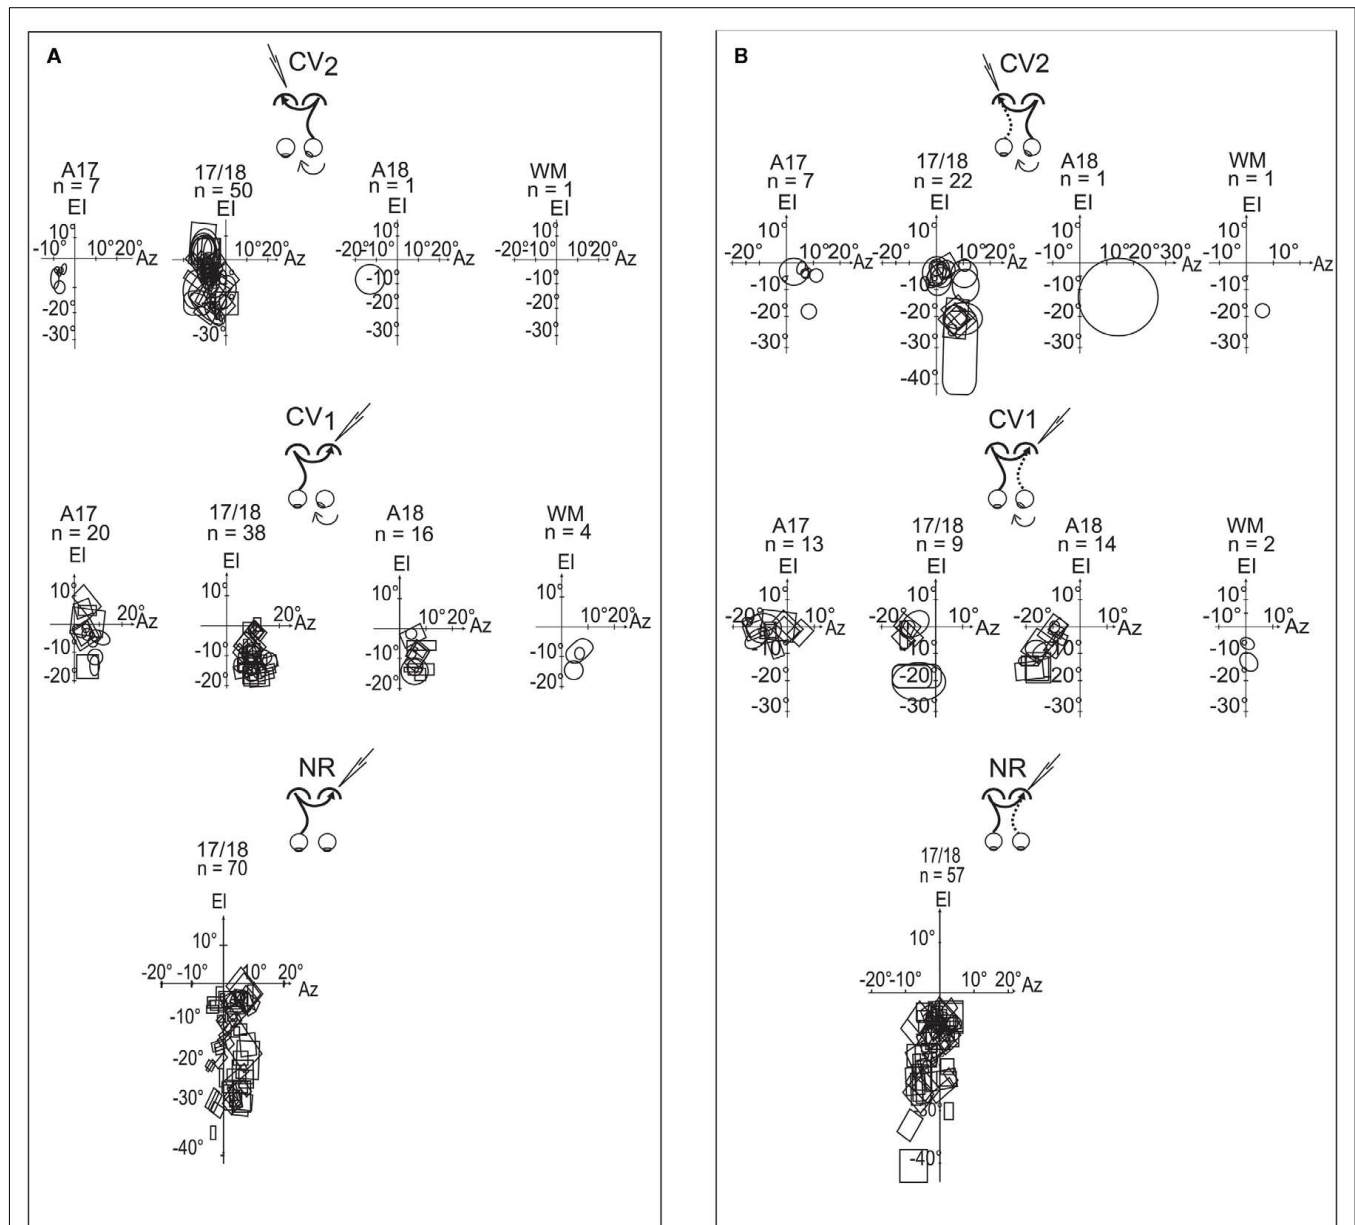 A
CV2
A17
n = 7
El
10°
-10°
10°20°
Az
-10°
-20°
-30°
17/18
n = 50
El
10°20°
Az
-30°
A18
n = 1
El
-20°-10°
10°20°
Az
-10°
-20°
-30°
WM
n = 1
El
-20°-10°
10°20°
Az
-10°
-20°
-30°
CV1
A17
n = 20
El
10°
20°
Az
-10°
-20°
17/18
n = 38
El
10°
20°
Az
-10°
-20°
A18
n = 16
El
10°
10°20°
Az
-10°
-20°
WM
n = 4
El
10°
10°20°
Az
-10°
-20°
NR
17/18
n = 70
El
10°
-20° -10°
10° 20°
Az
-10°
-20°
-30°
-40°
B
CV2
A17
n = 7
El
10°
-20°
10°20°
Az
-10°
-20°
-30°
17/18
n = 22
El
10°
-20°
10°20°
Az
-10°
-20°
-30°
-40°
A18
n = 1
El
10°
-10°
10°20°30°
Az
-10°
-20°
-30°
WM
n = 1
El
10°
-10°
10°
Az
-10°
-20°
-30°
CV1
A17
n = 13
El
10°
-20°
10°
Az
-10°
-20°
-30°
17/18
n = 9
El
10°
-20°
10°
Az
-10°
-20°
-30°
A18
n = 14
El
10°
-20°
10°
Az
-10°
-20°
-30°
WM
n = 2
El
10°
-10°
10°
Az
-10°
-20°
-30°
NR
17/18
n = 57
El
10°
-20°-10°
10° 20°
Az
-30°
-40°